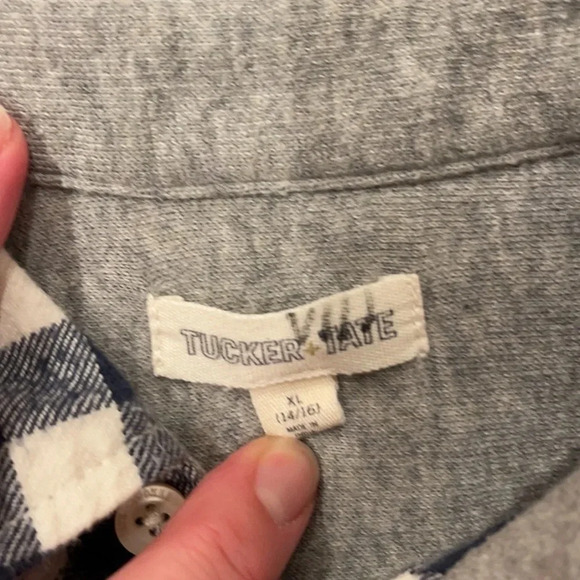 TUCKER + TATE
XL
(14/16)
MADE IN